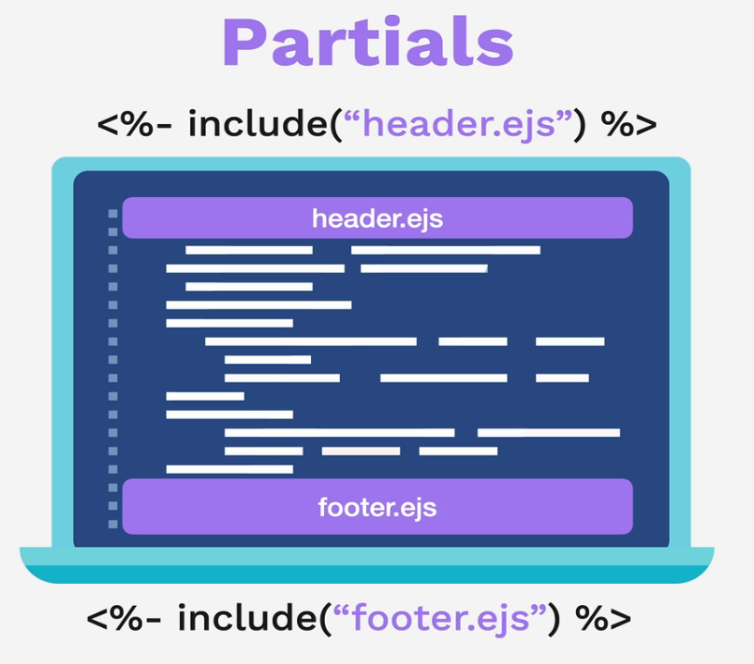 Partials
<%- include(“header.ejs”) %>
header.ejs
footer.ejs
<%- include(“footer.ejs”) %>